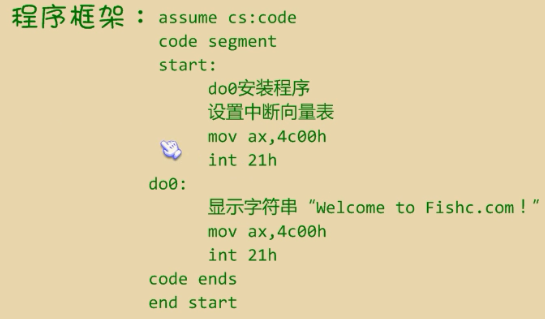 程序框架：assume cs:code
code segment
start:
do0安装程序
设置中断向量表
mov ax,4c00h
int 21h
do0:
显示字符串“Welcome to Fishc.com！”
mov ax,4c00h
int 21h
code ends
end start